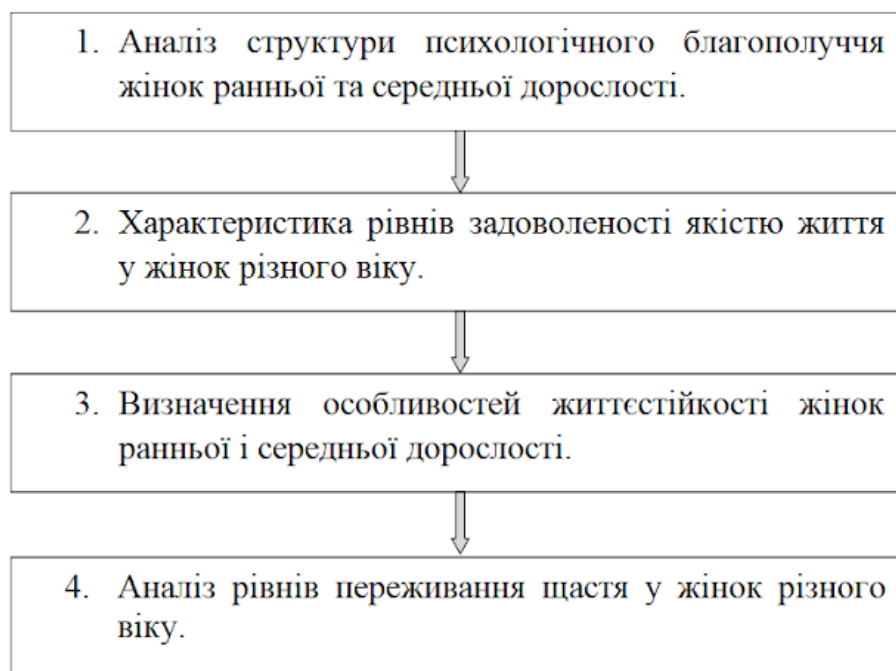 1. Аналіз структури психологічного благополуччя
жінок ранньої та середньої дорослості.
2. Характеристика рівнів задоволеності якістю життя
у жінок різного віку.
3. Визначення особливостей життєстійкості жінок
ранньої і середньої дорослості.
4. Аналіз рівнів переживання щастя у жінок різного
віку.